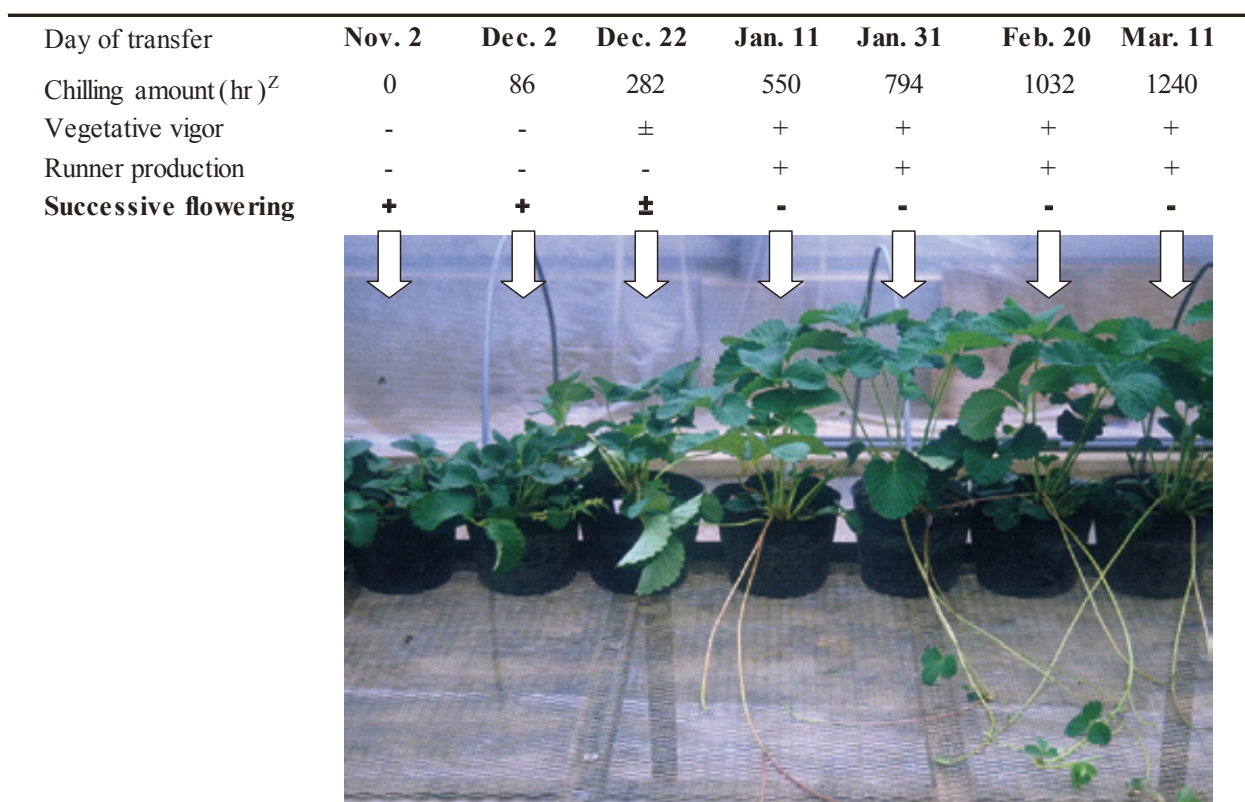 Day of transfer Nov. 2 Dec. 2 Dec. 22 Jan. 11 Jan. 31 Feb. 20 Mar. 11
Chilling amount (hr)Z 0 86 282 550 794 1032 1240
Vegetative vigor - - ± + + + +
Runner production - - - + + + +
Successive flowering + + ± - - - -